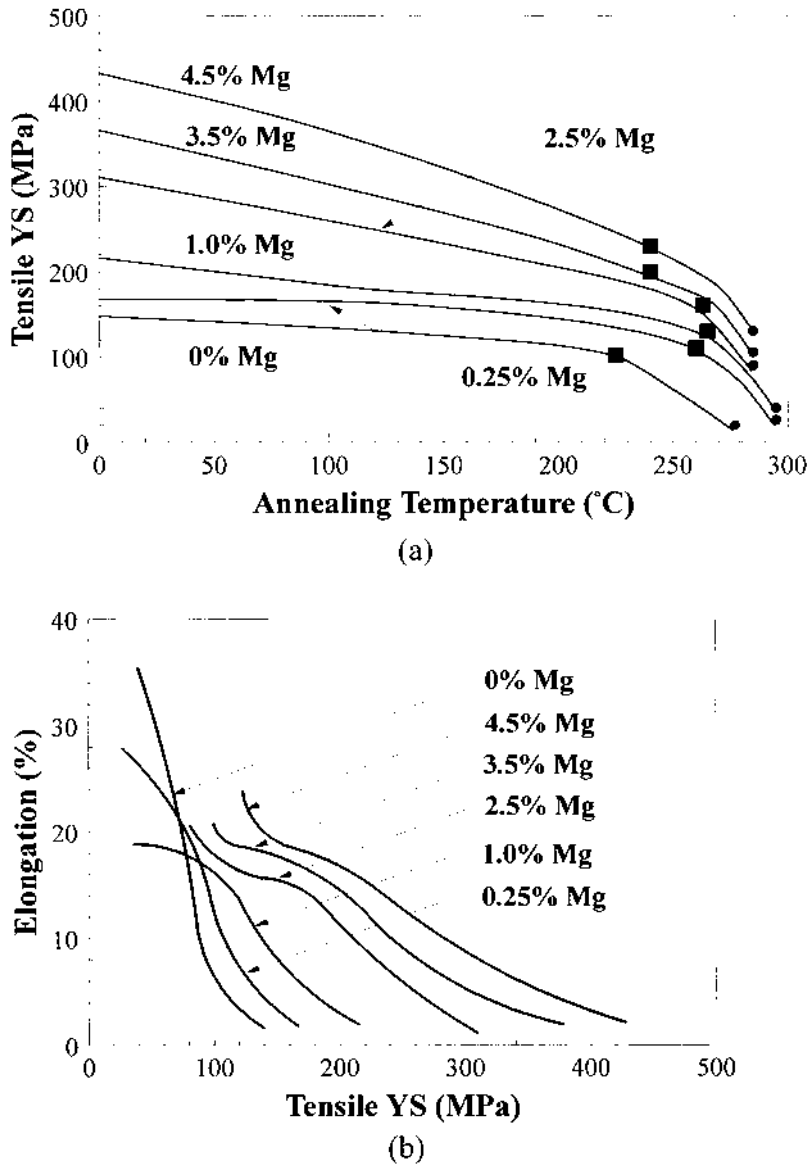 500
400
300
200
100
0
Tensile YS (MPa)
4.5% Mg
3.5% Mg
2.5% Mg
1.0% Mg
0% Mg
0.25% Mg
0 50 100 150 200 250 300
Annealing Temperature (˚C)
(a)
40
30
20
10
0
Elongation (%)
0% Mg
4.5% Mg
3.5% Mg
2.5% Mg
1.0% Mg
0.25% Mg
0 100 200 300 400 500
Tensile YS (MPa)
(b)